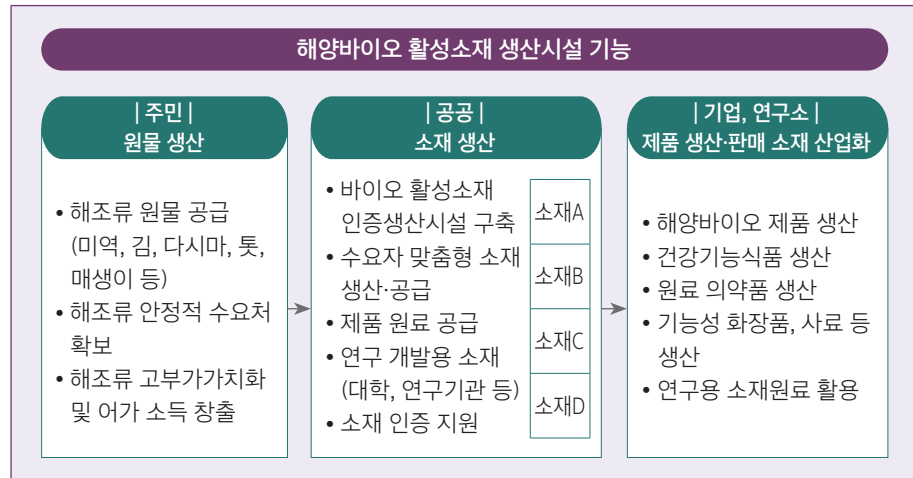 해양바이오 활성소재 생산시설 기능
| 주민 |
원물 생산
• 해조류 원물 공급
(미역, 김, 다시마, 톳,
매생이 등)
• 해조류 안정적 수요처
확보
• 해조류 고부가가치화
및 어가 소득 창출
| 공공 |
소재 생산
• 바이오 활성소재
인증생산시설 구축
• 수요자 맞춤형 소재
생산·공급
• 제품 원료 공급
• 연구 개발용 소재
(대학, 연구기관 등)
• 소재 인증 지원
소재A
소재B
소재C
소재D
| 기업, 연구소 |
제품 생산·판매 소재 산업화
• 해양바이오 제품 생산
• 건강기능식품 생산
• 원료 의약품 생산
• 기능성 화장품, 사료 등
생산
• 연구용 소재원료 활용